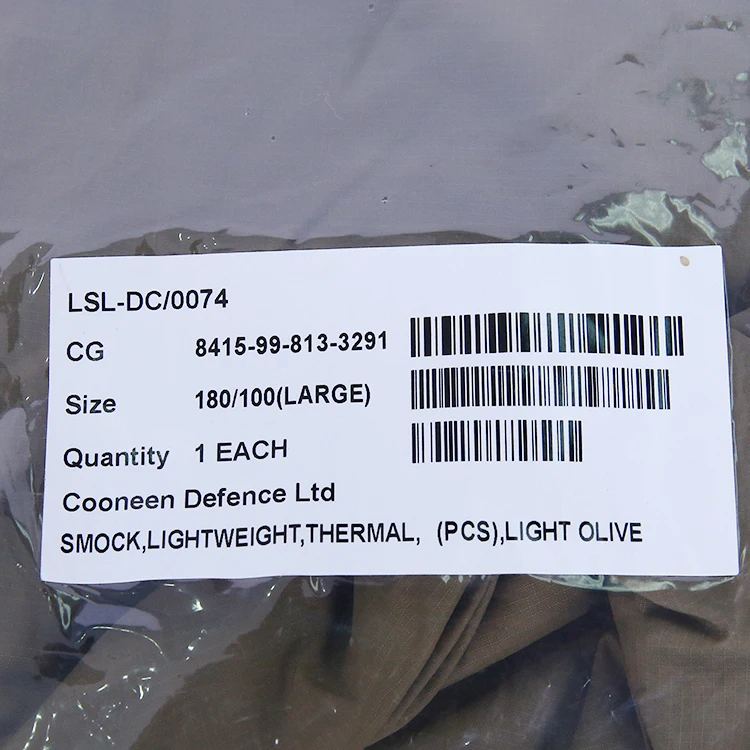 LSL-DC/0074
CG 8415-99-813-3291
Size 180/100(LARGE)
Quantity 1 EACH
Cooneen Defence Ltd
SMOCK,LIGHTWEIGHT,THERMAL, (PCS),LIGHT OLIVE